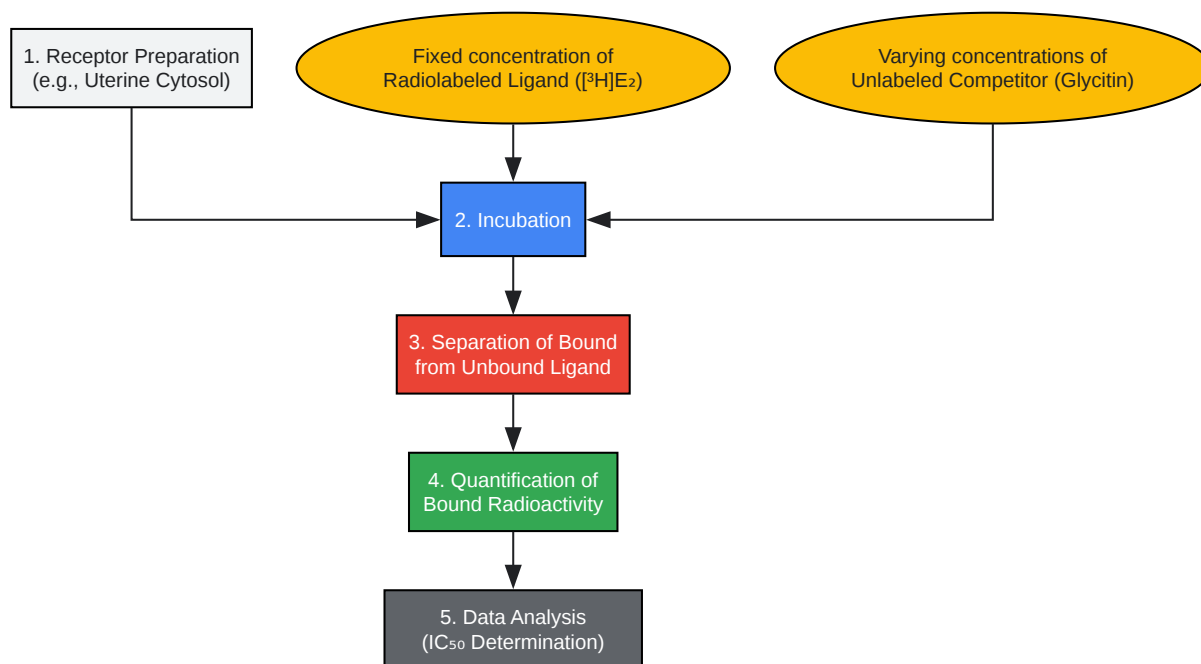 1. Receptor Preparation
(e.g., Uterine Cytosol)
Fixed concentration of
Radiolabeled Ligand ([³H]E₂)
Varying concentrations of
Unlabeled Competitor (Glycitin)
2. Incubation
3. Separation of Bound
from Unbound Ligand
4. Quantification of
Bound Radioactivity
5. Data Analysis
(IC₅₀ Determination)